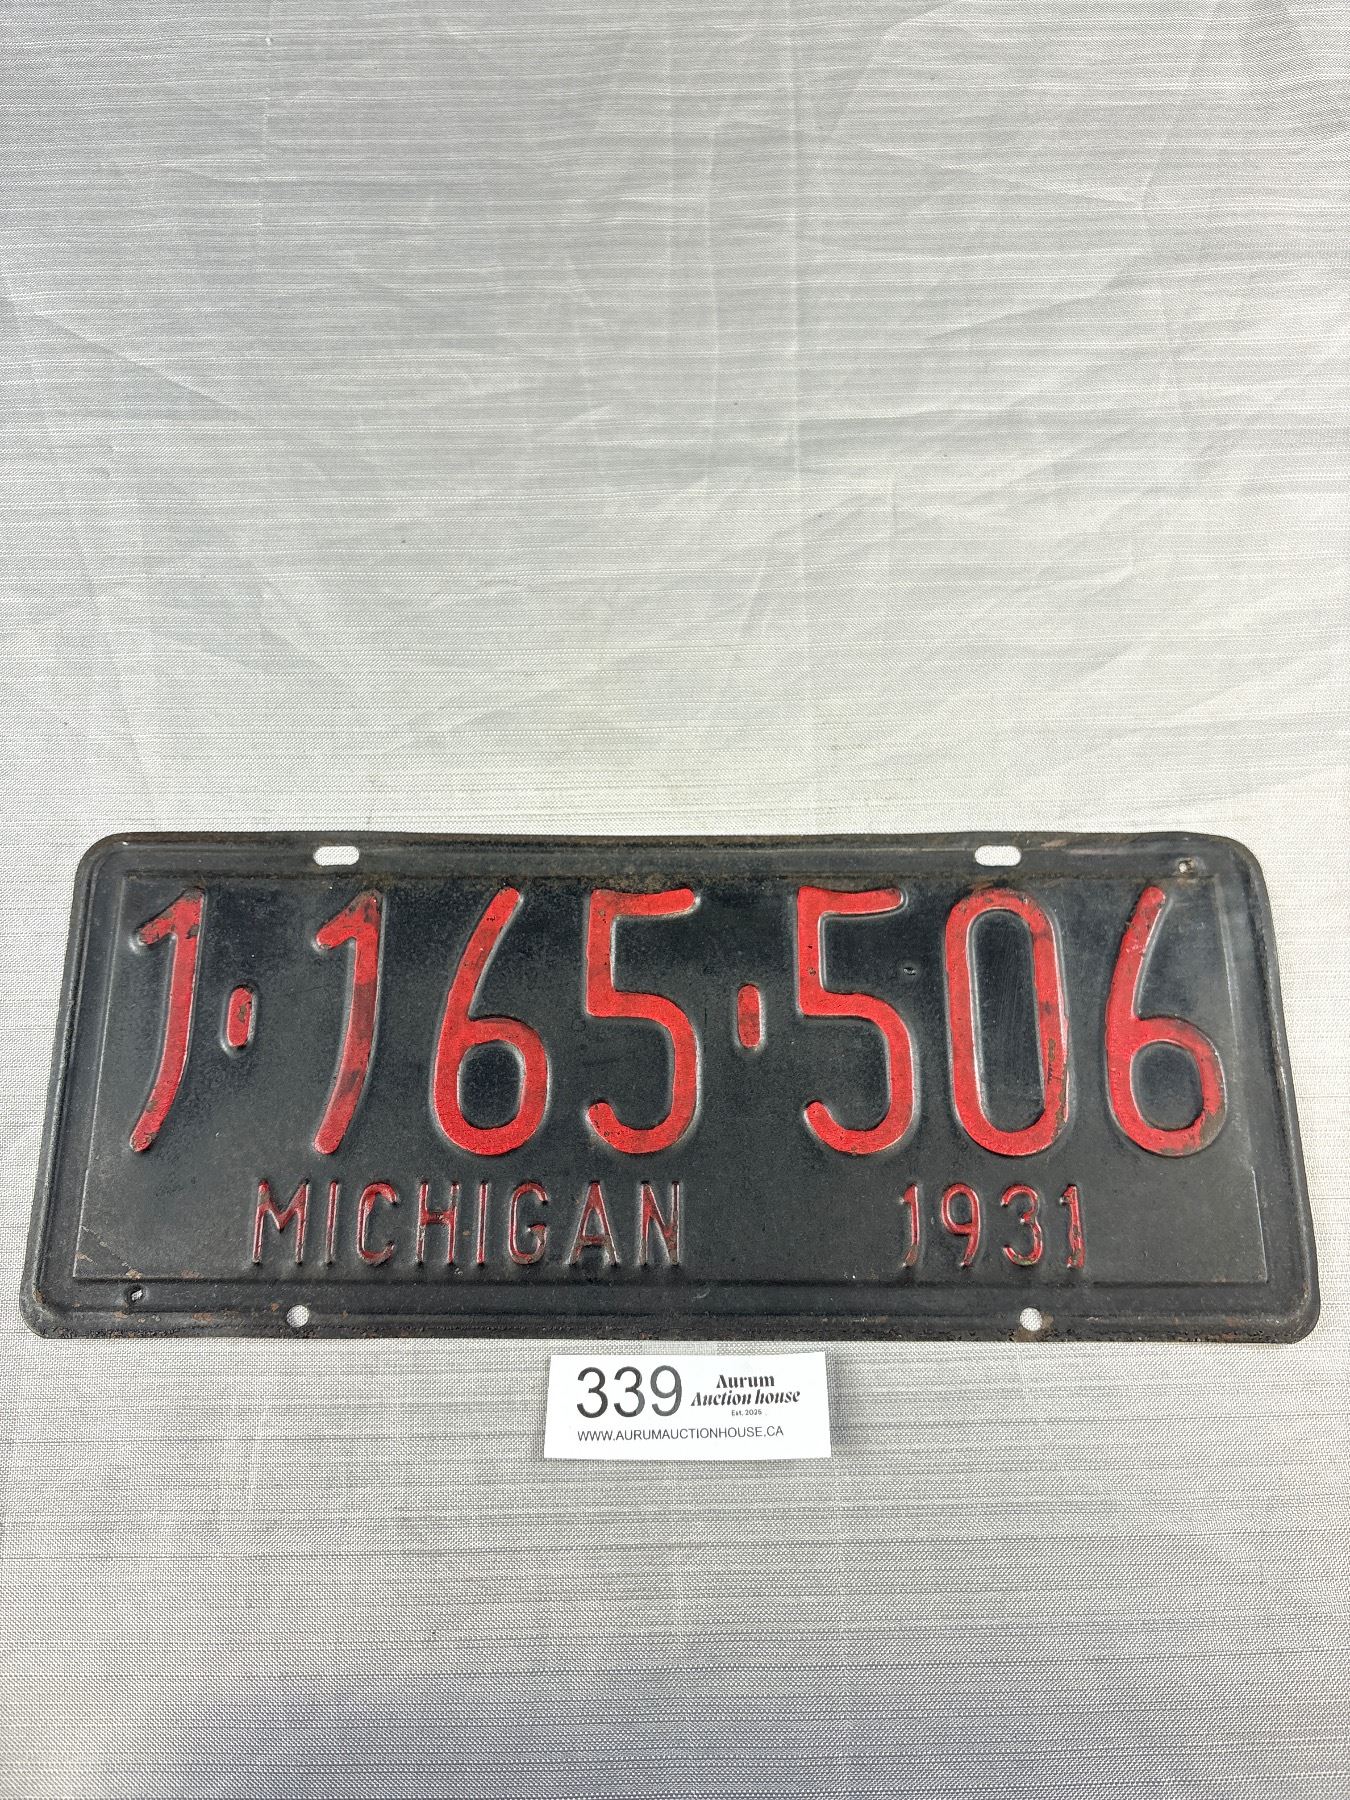 1·165·506
MICHIGAN 1931
339
Aurum
Auction house
Est. 2025
WWW.AURUMAUCTIONHOUSE.CA